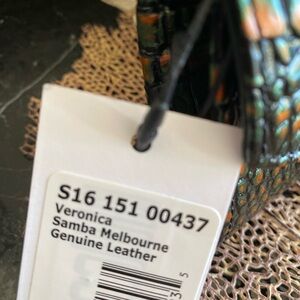 S16 151 00437
Veronica
Samba Melbourne
Genuine Leather